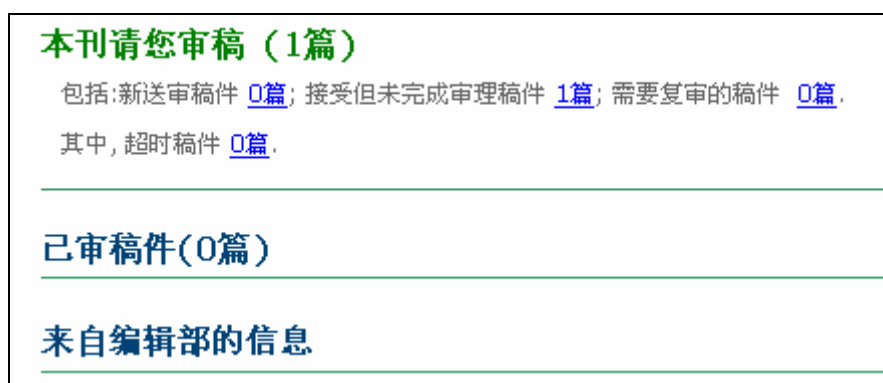 本刊请您审稿 (1篇)
包括:新送审稿件 0篇; 接受但未完成审理稿件 1篇; 需要复审的稿件 0篇.
其中, 超时稿件 0篇.
已审稿件(0篇)
来自编辑部的信息